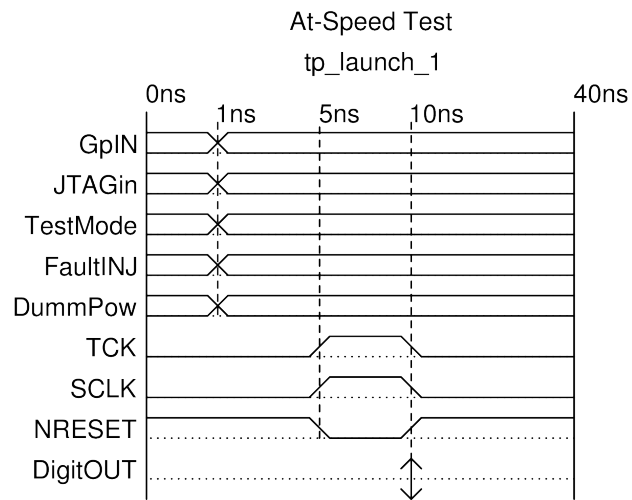 At-Speed Test
tp_launch_1
0ns 40ns
1ns 5ns 10ns
GpIN
JTAGin
TestMode
FaultINJ
DummPow
TCK
SCLK
NRESET
DigitOUT